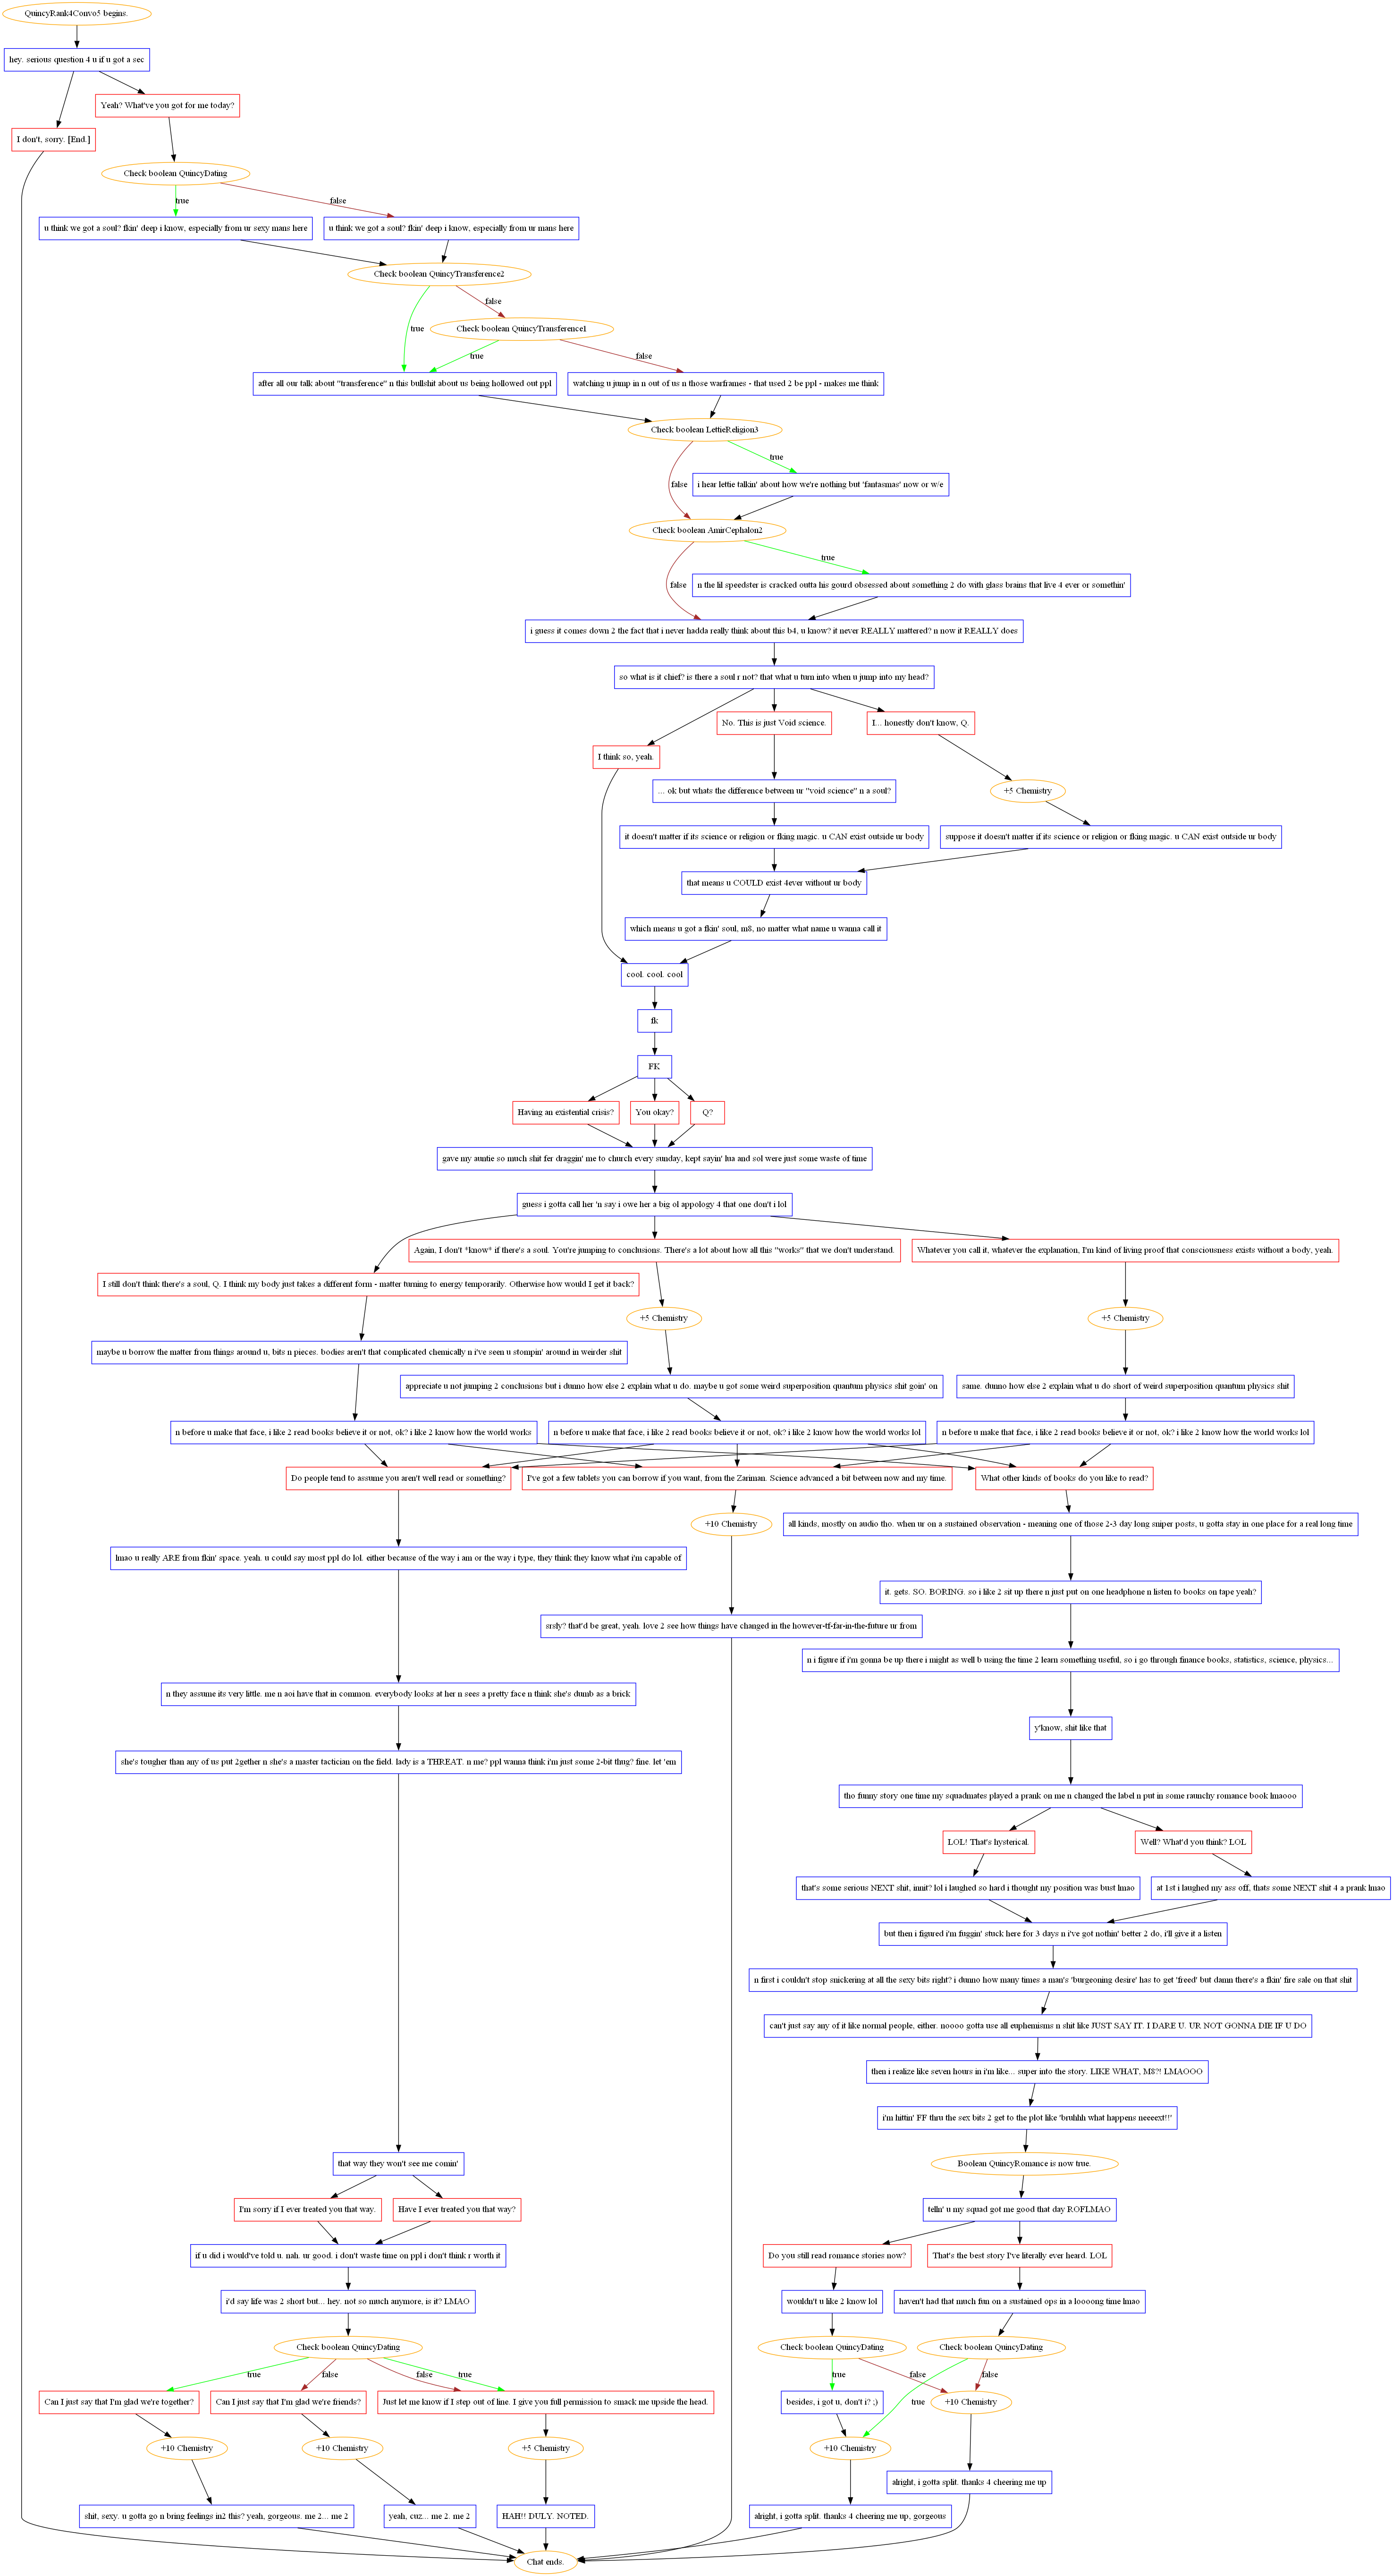 QuincyRank4Convo5 begins.
hey. serious question 4 u if u got a sec
Yeah? What've you got for me today?
I don't, sorry. [End.]
Check boolean QuincyDating
true
false
u think we got a soul? fkin' deep i know, especially from ur sexy mans here
u think we got a soul? fkin' deep i know, especially from ur mans here
Check boolean QuincyTransference2
false
true
Check boolean QuincyTransference1
true
false
after all our talk about "transference" n this bullshit about us being hollowed out ppl
watching u jump in n out of us n those warframes - that used 2 be ppl - makes me think
Check boolean LettieReligion3
true
false
i hear lettie talkin' about how we're nothing but 'fantasmas' now or w/e
Check boolean AmirCephalon2
true
false
n the lil speedster is cracked outta his gourd obsessed about something 2 do with glass brains that live 4 ever or somethin'
i guess it comes down 2 the fact that i never hadda really think about this b4, u know? it never REALLY mattered? n now it REALLY does
so what is it chief? is there a soul r not? that what u turn into when u jump into my head?
No. This is just Void science.
I... honestly don't know, Q.
I think so, yeah.
... ok but whats the difference between ur "void science" n a soul?
+5 Chemistry
it doesn't matter if its science or religion or fking magic. u CAN exist outside ur body
suppose it doesn't matter if its science or religion or fking magic. u CAN exist outside ur body
that means u COULD exist 4ever without ur body
which means u got a fkin' soul, m8, no matter what name u wanna call it
cool. cool. cool
fk
FK
Having an existential crisis?
You okay?
Q?
gave my auntie so much shit fer draggin' me to church every sunday, kept sayin' lua and sol were just some waste of time
guess i gotta call her 'n say i owe her a big ol appology 4 that one don't i lol
Again, I don't *know* if there's a soul. You're jumping to conclusions. There's a lot about how all this "works" that we don't understand.
Whatever you call it, whatever the explanation, I'm kind of living proof that consciousness exists without a body, yeah.
I still don't think there's a soul, Q. I think my body just takes a different form - matter turning to energy temporarily. Otherwise how would I get it back?
+5 Chemistry
+5 Chemistry
maybe u borrow the matter from things around u, bits n pieces. bodies aren't that complicated chemically n i've seen u stompin' around in weirder shit
appreciate u not jumping 2 conclusions but i dunno how else 2 explain what u do. maybe u got some weird superposition quantum physics shit goin' on
same. dunno how else 2 explain what u do short of weird superposition quantum physics shit
n before u make that face, i like 2 read books believe it or not, ok? i like 2 know how the world works
n before u make that face, i like 2 read books believe it or not, ok? i like 2 know how the world works lol
n before u make that face, i like 2 read books believe it or not, ok? i like 2 know how the world works lol
Do people tend to assume you aren't well read or something?
I've got a few tablets you can borrow if you want, from the Zariman. Science advanced a bit between now and my time.
What other kinds of books do you like to read?
+10 Chemistry
all kinds, mostly on audio tho. when ur on a sustained observation - meaning one of those 2-3 day long sniper posts, u gotta stay in one place for a real long time
lmao u really ARE from fkin' space. yeah. u could say most ppl do lol. either because of the way i am or the way i type, they think they know what i'm capable of
it. gets. SO. BORING. so i like 2 sit up there n just put on one headphone n listen to books on tape yeah?
srsly? that'd be great, yeah. love 2 see how things have changed in the however-tf-far-in-the-future ur from
n i figure if i'm gonna be up there i might as well b using the time 2 learn something useful, so i go through finance books, statistics, science, physics...
n they assume its very little. me n aoi have that in common. everybody looks at her n sees a pretty face n think she's dumb as a brick
y'know, shit like that
she's tougher than any of us put 2gether n she's a master tactician on the field. lady is a THREAT. n me? ppl wanna think i'm just some 2-bit thug? fine. let 'em
tho funny story one time my squadmates played a prank on me n changed the label n put in some raunchy romance book lmaooo
LOL! That's hysterical.
Well? What'd you think? LOL
that's some serious NEXT shit, innit? lol i laughed so hard i thought my position was bust lmao
at 1st i laughed my ass off, thats some NEXT shit 4 a prank lmao
but then i figured i'm fuggin' stuck here for 3 days n i've got nothin' better 2 do, i'll give it a listen
n first i couldn't stop snickering at all the sexy bits right? i dunno how many times a man's 'burgeoning desire' has to get 'freed' but damn there's a fkin' fire sale on that shit
can't just say any of it like normal people, either. noooo gotta use all euphemisms n shit like JUST SAY IT. I DARE U. UR NOT GONNA DIE IF U DO
then i realize like seven hours in i'm like... super into the story. LIKE WHAT, M8?! LMAOOO
i'm hittin' FF thru the sex bits 2 get to the plot like 'bruhhh what happens neeeext!!'
that way they won't see me comin'
Boolean QuincyRomance is now true.
I'm sorry if I ever treated you that way.
Have I ever treated you that way?
telln' u my squad got me good that day ROFLMAO
if u did i would've told u. nah. ur good. i don't waste time on ppl i don't think r worth it
Do you still read romance stories now?
That's the best story I've literally ever heard. LOL
i'd say life was 2 short but... hey. not so much anymore, is it? LMAO
wouldn't u like 2 know lol
haven't had that much fun on a sustained ops in a loooong time lmao
Check boolean QuincyDating
Check boolean QuincyDating
Check boolean QuincyDating
true
false
false
true
true
false
false
true
Can I just say that I'm glad we're together?
Can I just say that I'm glad we're friends?
Just let me know if I step out of line. I give you full permission to smack me upside the head.
besides, i got u, don't i? ;)
+10 Chemistry
+10 Chemistry
+10 Chemistry
+5 Chemistry
+10 Chemistry
alright, i gotta split. thanks 4 cheering me up
shit, sexy. u gotta go n bring feelings in2 this? yeah, gorgeous. me 2... me 2
yeah, cuz... me 2. me 2
HAH!! DULY. NOTED.
alright, i gotta split. thanks 4 cheering me up, gorgeous
Chat ends.